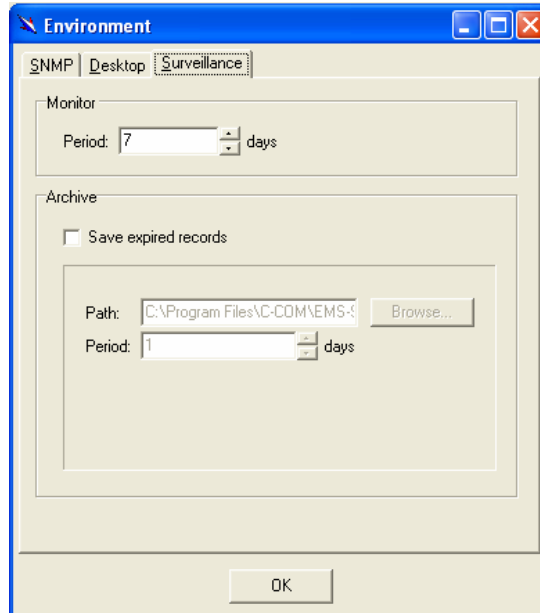 Environment
SNMP Desktop Surveillance
Monitor
Period: 7 days
Archive
Save expired records
Path: C:\Program Files\C-COM\EMS-S Browse...
Period: 1 days
OK